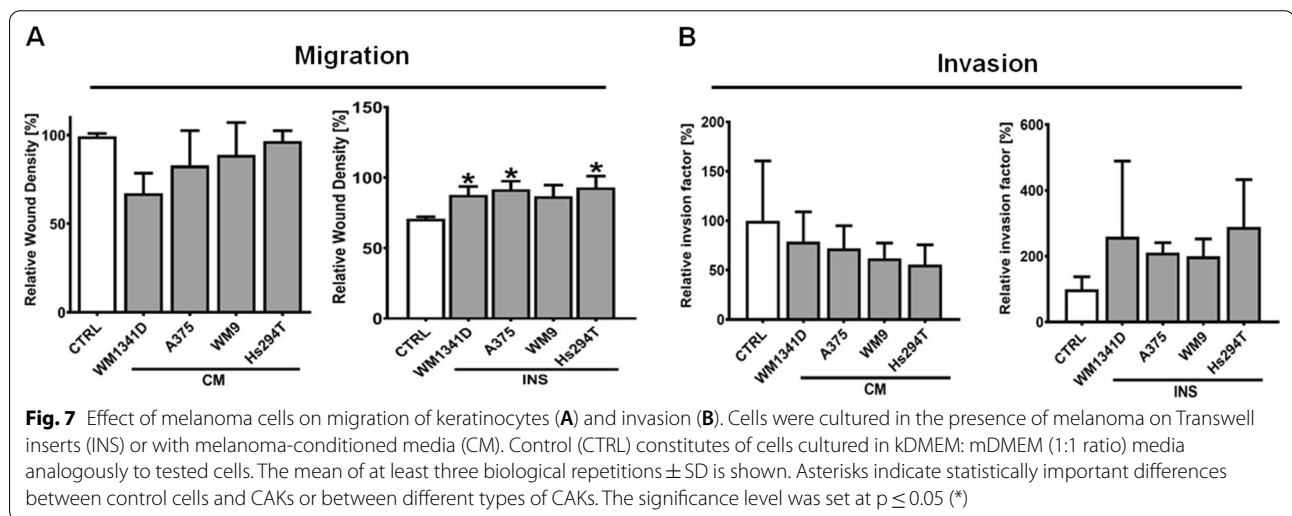 A
Migration
Relative Wound Density [%]
100
50
0
CTRL
WM1341D
A375
WM9
Hs294T
CM
Relative Wound Density [%]
150
100
50
0
*
*
*
CTRL
WM1341D
A375
WM9
Hs294T
INS
B
Invasion
Relative invasion factor [%]
200
150
100
50
0
CTRL
WM1341D
A375
WM9
Hs294T
CM
Relative invasion factor [%]
600
400
200
0
CTRL
WM1341D
A375
WM9
Hs294T
INS
Fig. 7 Effect of melanoma cells on migration of keratinocytes (A) and invasion (B). Cells were cultured in the presence of melanoma on Transwell
inserts (INS) or with melanoma-conditioned media (CM). Control (CTRL) constitutes of cells cultured in kDMEM: mDMEM (1:1 ratio) media
analogously to tested cells. The mean of at least three biological repetitions ± SD is shown. Asterisks indicate statistically important differences
between control cells and CAKs or between different types of CAKs. The significance level was set at p ≤ 0.05 (*)